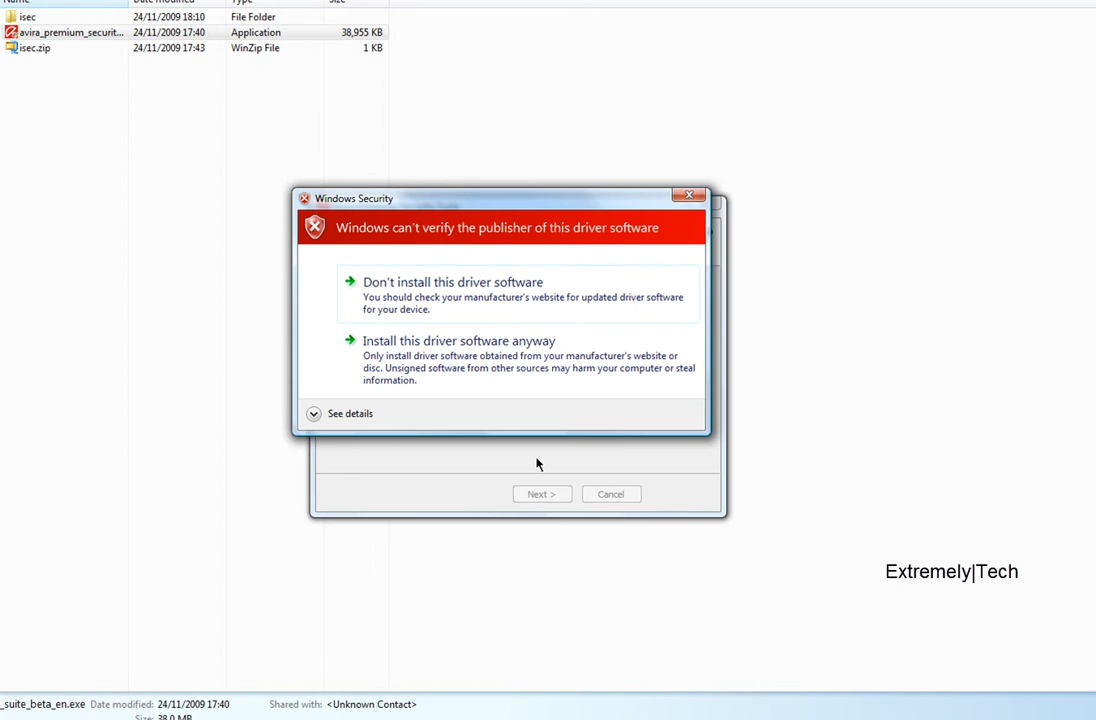 isec 24/11/2009 18:10 File Folder
avira_premium_securit... 24/11/2009 17:40 Application 38,955 KB
isec.zip 24/11/2009 17:43 WinZip File 1 KB
Windows Security
Windows can't verify the publisher of this driver software
Don't install this driver software
You should check your manufacturer's website for updated driver software
for your device.
Install this driver software anyway
Only install driver software obtained from your manufacturer's website or
disc. Unsigned software from other sources may harm your computer or steal
information.
See details
Next > Cancel
Extremely|Tech
_suite_beta_en.exe Date modified: 24/11/2009 17:40 Shared with: <Unknown Contact>
Size: 38.0 MB